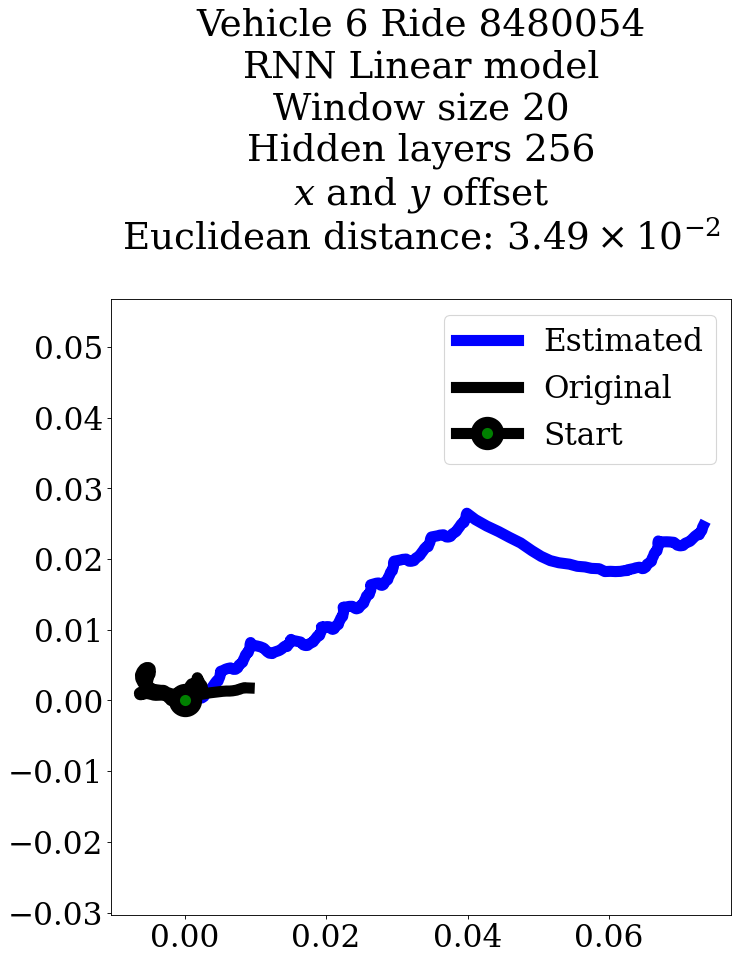 Vehicle 6 Ride 8480054
RNN Linear model
Window size 20
Hidden layers 256
x and y offset
Euclidean distance: 3.49 × 10⁻²
Estimated
Original
Start
0.05
0.04
0.03
0.02
0.01
0.00
−0.01
−0.02
−0.03
0.00 0.02 0.04 0.06